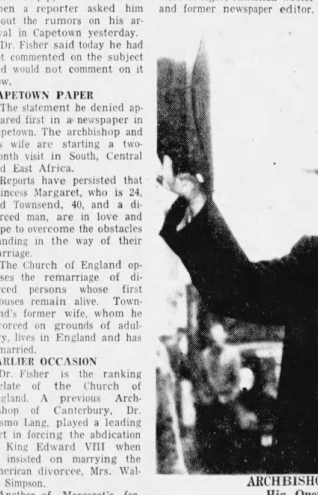 en a reporter asked him
out the rumors on his ar-
val in Capetown yesterday.
Dr. Fisher said today he had
t commented on the subject
d would not comment on it
w.
APETOWN PAPER
The statement he denied ap-
ared first in a newspaper in
petown. The archbishop and
s wife are starting a two-
onth visit in South, Central
d East Africa.
Reports have persisted that
incess Margaret, who is 24,
d Townsend, 40, and a di-
rced man, are in love and
pe to overcome the obstacles
anding in the way of their
arriage.
The Church of England op-
ses the remarriage of di-
rced persons whose first
ouses remain alive. Town-
nd's former wife, whom he
vorced on grounds of adul-
ry, lives in England and has
married.
ARLIER OCCASION
Dr. Fisher is the ranking
elate of the Church of
gland. A previous Arch-
shop of Canterbury, Dr.
smo Lang, played a leading
rt in forcing the abdication
King Edward VIII when
insisted on marrying the
merican divorcee, Mrs. Wal-
Simpson.
Another of Margaret's fre-
and former newspaper editor.
ARCHBISHO
His One